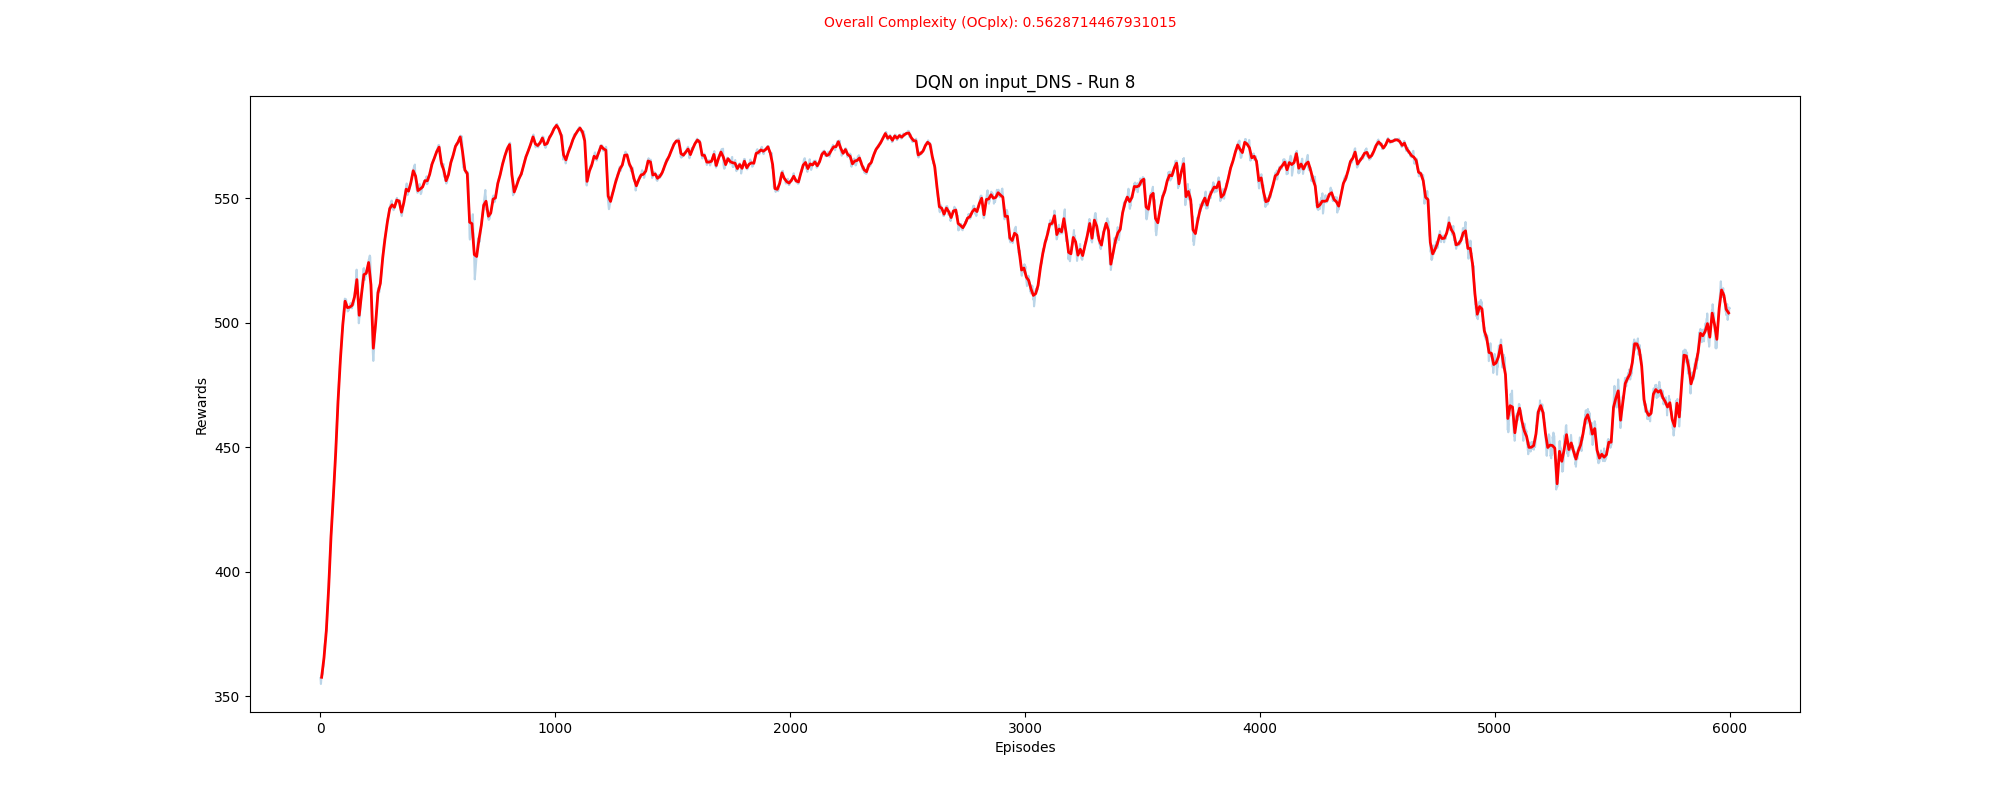 Overall Complexity (OCplx): 0.5628714467931015
DQN on input_DNS - Run 8
Rewards
550
500
450
400
350
0 1000 2000 3000 4000 5000 6000
Episodes